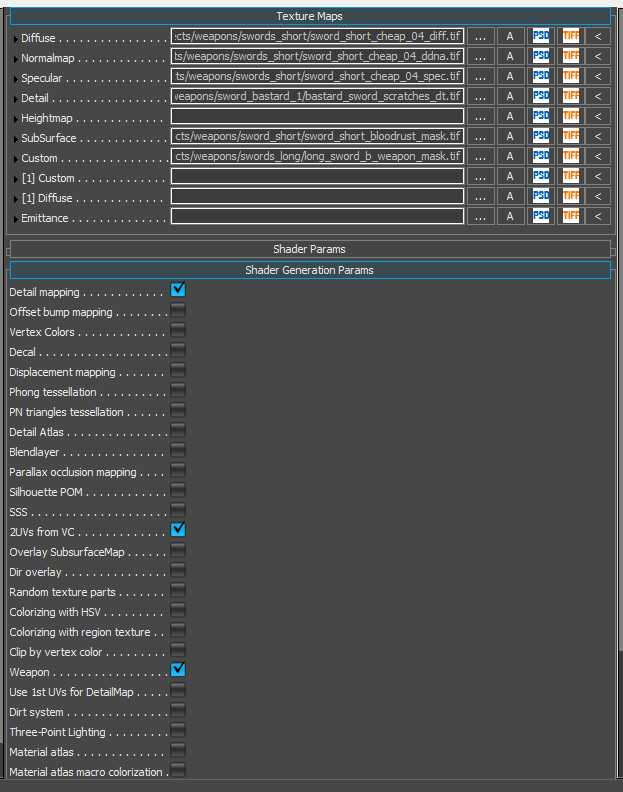 Texture Maps
Diffuse . . . . . . . . . . . . . . . cts/weapons/swords_short/sword_short_cheap_04_diff.tif ... A PSD TIFF <
Normalmap . . . . . . . . . . . . ts/weapons/swords_short/sword_short_cheap_04_ddna.tif ... A PSD TIFF <
Specular . . . . . . . . . . . . . . ts/weapons/swords_short/sword_short_cheap_04_spec.tif ... A PSD TIFF <
Detail . . . . . . . . . . . . . . . . weapons/sword_bastard_1/bastard_sword_scratches_dt.tif ... A PSD TIFF <
Heightmap . . . . . . . . . . . . ... A PSD TIFF <
SubSurface . . . . . . . . . . . . cts/weapons/sword_short/sword_short_bloodrust_mask.tif ... A PSD TIFF <
Custom . . . . . . . . . . . . . . cts/weapons/swords_long/long_sword_b_weapon_mask.tif ... A PSD TIFF <
[1] Custom . . . . . . . . . . . . ... A PSD TIFF <
[1] Diffuse . . . . . . . . . . . . ... A PSD TIFF <
Emittance . . . . . . . . . . . . . ... A PSD TIFF <
Shader Params
Shader Generation Params
Detail mapping . . . . . . . . . . . .
Offset bump mapping . . . . . . . .
Vertex Colors . . . . . . . . . . . . .
Decal . . . . . . . . . . . . . . . . . .
Displacement mapping . . . . . . .
Phong tessellation . . . . . . . . . .
PN triangles tessellation . . . . . .
Detail Atlas . . . . . . . . . . . . . .
Blendlayer . . . . . . . . . . . . . . .
Parallax occlusion mapping . . . .
Silhouette POM . . . . . . . . . . . .
SSS . . . . . . . . . . . . . . . . . . .
2UVs from VC . . . . . . . . . . . . .
Overlay SubsurfaceMap . . . . . .
Dir overlay . . . . . . . . . . . . . . .
Random texture parts . . . . . . .
Colorizing with HSV . . . . . . . . .
Colorizing with region texture . .
Clip by vertex color . . . . . . . . .
Weapon . . . . . . . . . . . . . . . . .
Use 1st UVs for DetailMap . . . . .
Dirt system . . . . . . . . . . . . . .
Three-Point Lighting . . . . . . . . .
Material atlas . . . . . . . . . . . . .
Material atlas macro colorization .